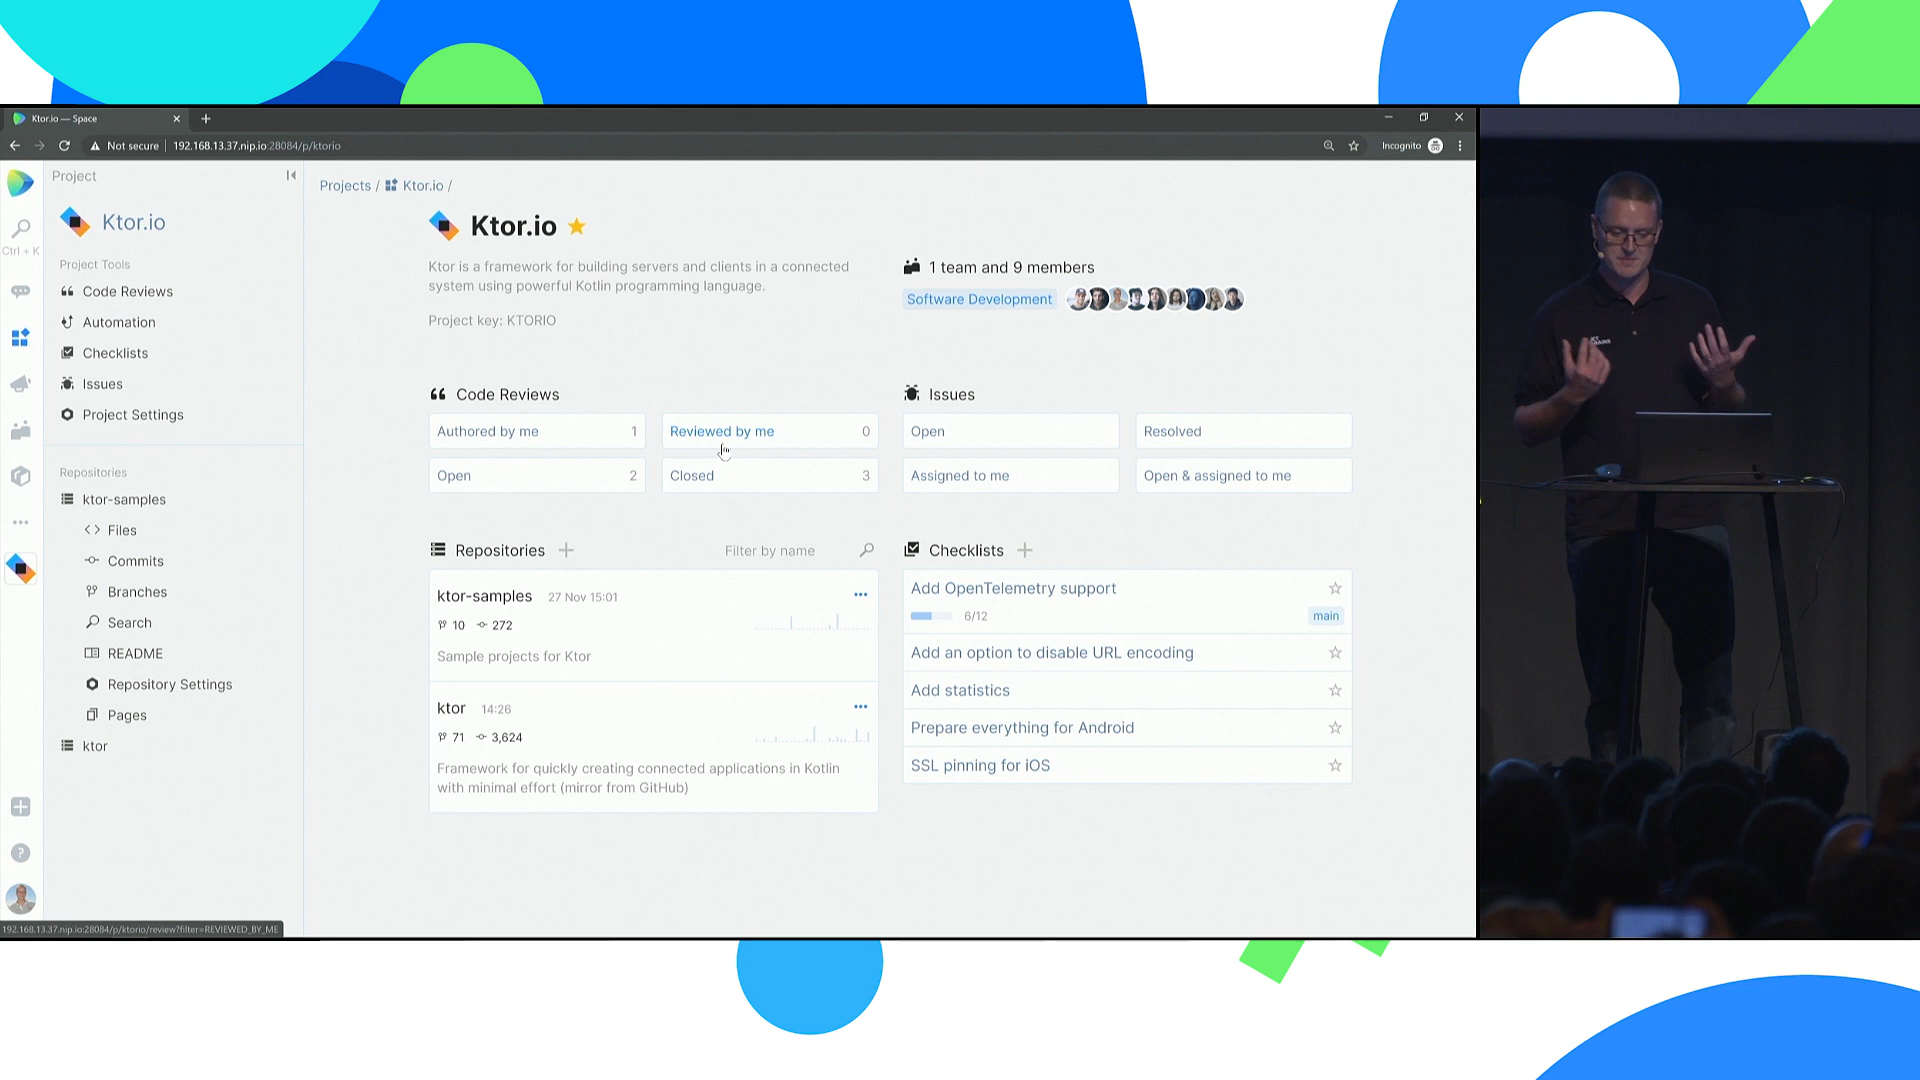 Ktor.io — Space
Not secure
192.168.13.37.nip.io:28084/p/ktorio
Incognito
Project
Ktor.io
Ctrl + K
Project Tools
Code Reviews
Automation
Checklists
Issues
Project Settings
Repositories
ktor-samples
Files
Commits
Branches
Search
README
Repository Settings
Pages
ktor
192.168.13.37.nip.io:28084/p/ktorio/review?filter=REVIEWED_BY_ME
Projects / Ktor.io /
Ktor.io
Ktor is a framework for building servers and clients in a connected
system using powerful Kotlin programming language.
Project key: KTORIO
1 team and 9 members
Software Development
Code Reviews
Authored by me 1
Reviewed by me 0
Open 2
Closed 3
Issues
Open
Resolved
Assigned to me
Open & assigned to me
Repositories
Filter by name
ktor-samples 27 Nov 15:01
10 272
Sample projects for Ktor
ktor 14:26
71 3,624
Framework for quickly creating connected applications in Kotlin
with minimal effort (mirror from GitHub)
Checklists
Add OpenTelemetry support
6/12
main
Add an option to disable URL encoding
Add statistics
Prepare everything for Android
SSL pinning for iOS